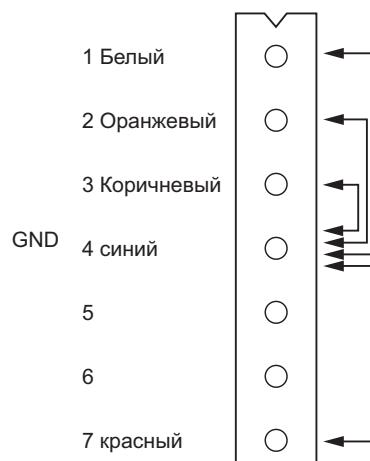 1 Белый
2 Оранжевый
3 Коричневый
GND 4 синий
5
6
7 красный